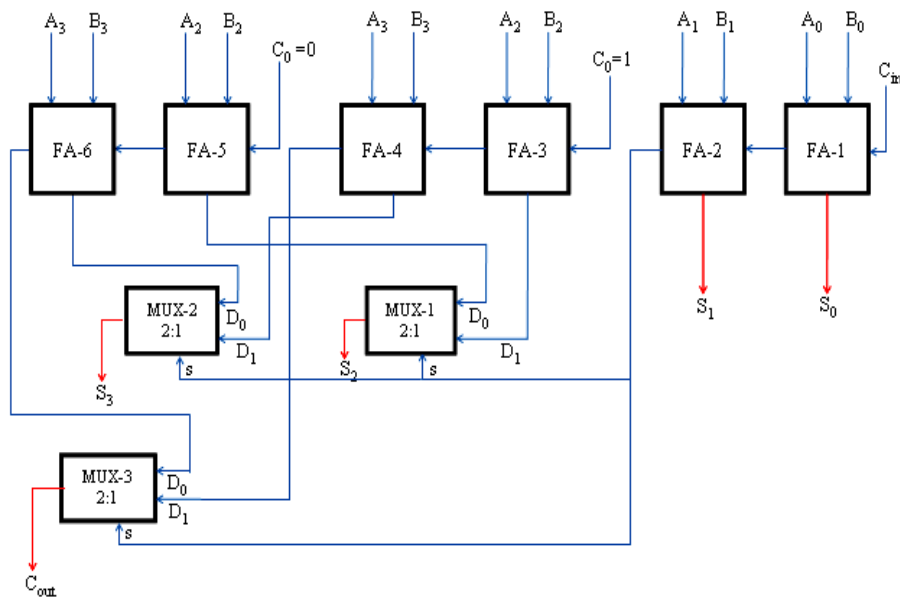 A3 B3 A2 B2 A3 B3 A2 B2 A1 B1 A0 B0
C0 =0 C0=1 Cin
FA-6 FA-5 FA-4 FA-3 FA-2 FA-1
MUX-2 MUX-1
2:1 2:1
D0 D0
D1 D1
S1 S0
s s
S3 S2
MUX-3
2:1
D0
D1
s
Cout